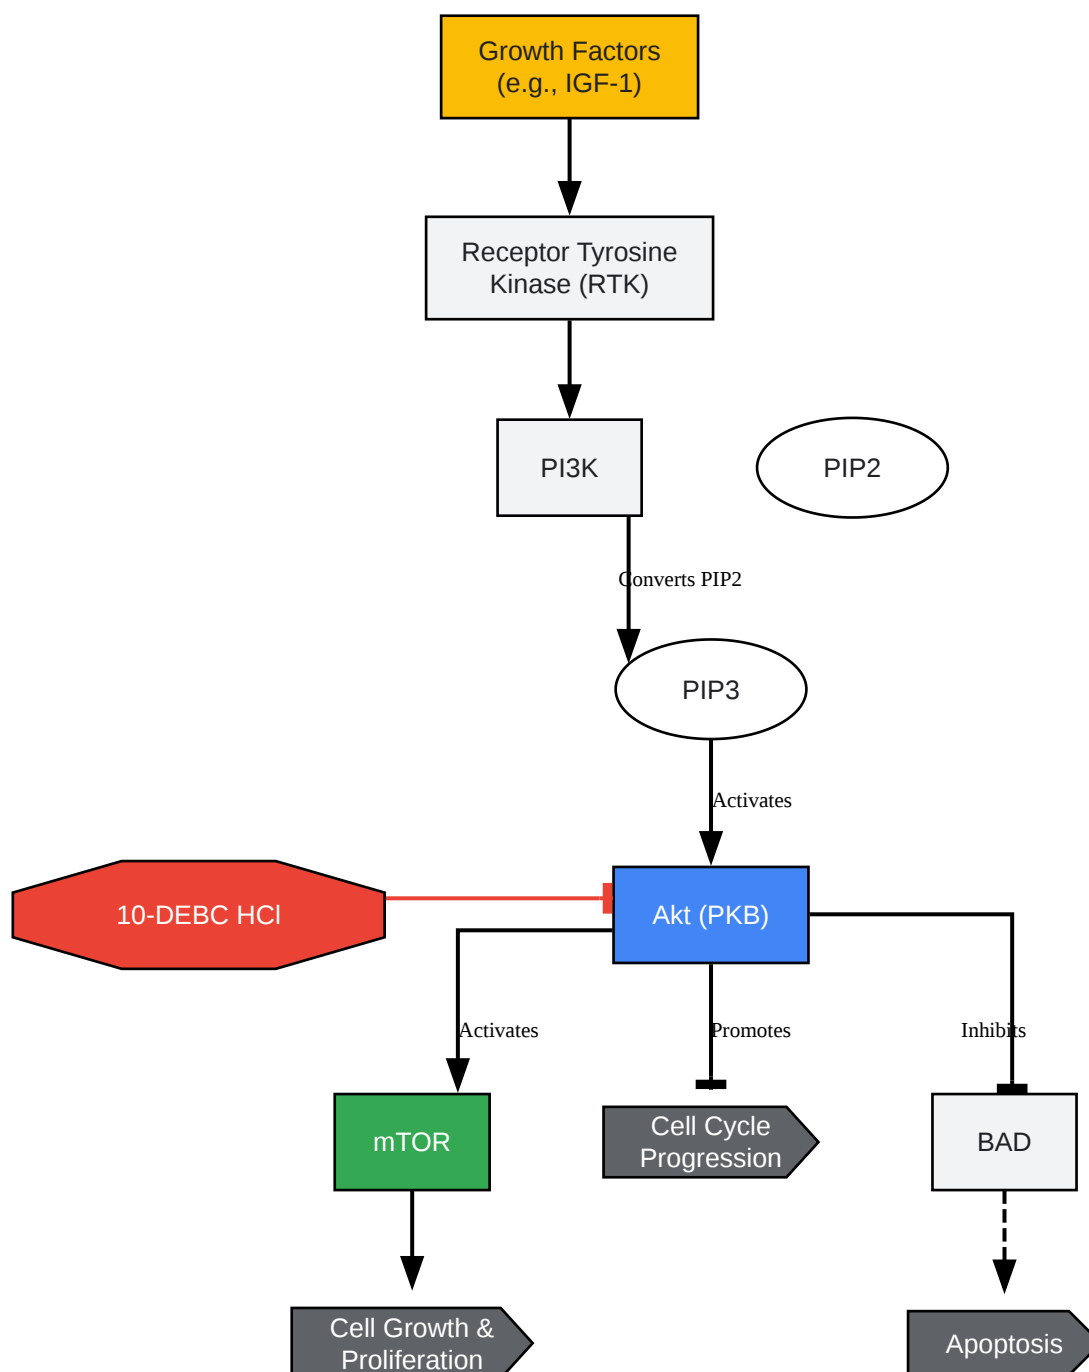 Growth Factors
(e.g., IGF-1)
Receptor Tyrosine
Kinase (RTK)
PI3K
PIP2
Converts PIP2
PIP3
Activates
10-DEBC HCl
Akt (PKB)
Activates
Promotes
Inhibits
mTOR
Cell Cycle
Progression
BAD
Cell Growth &
Proliferation
Apoptosis